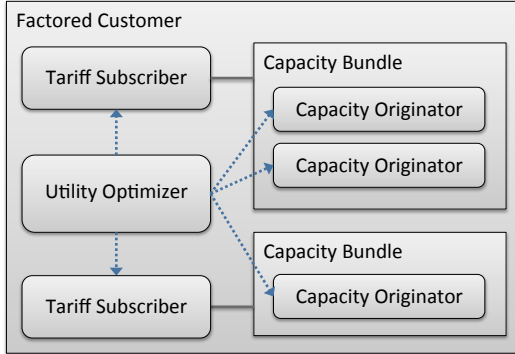 Factored Customer
Tariff Subscriber
Capacity Bundle
Capacity Originator
Capacity Originator
Utility Optimizer
Capacity Bundle
Tariff Subscriber
Capacity Originator